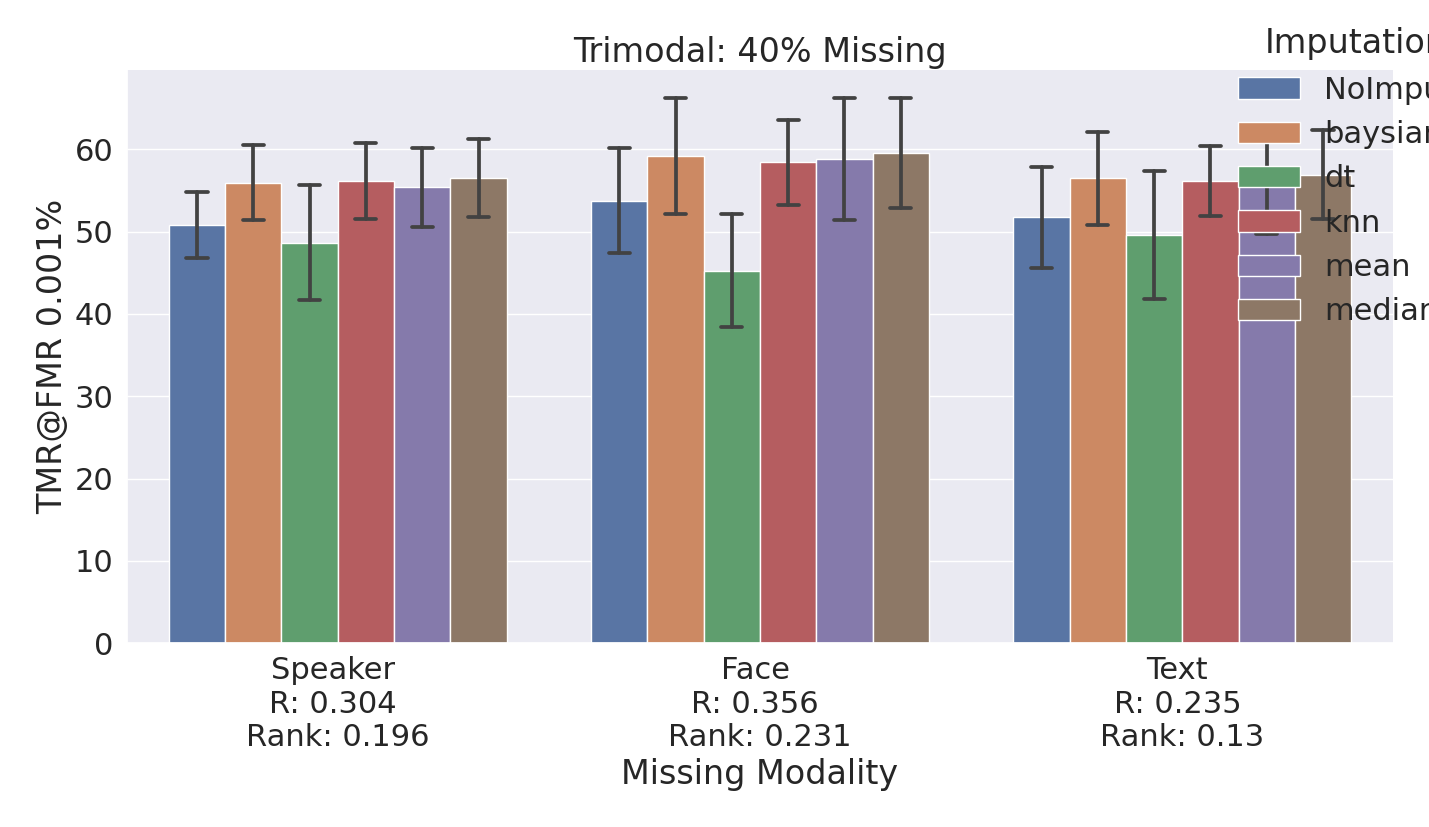 Trimodal: 40% Missing
Imputation
NoImpu
baysian
dt
knn
mean
median
TMR@FMR 0.001%
60
50
40
30
20
10
0
Speaker
R: 0.304
Rank: 0.196
Face
R: 0.356
Rank: 0.231
Text
R: 0.235
Rank: 0.13
Missing Modality